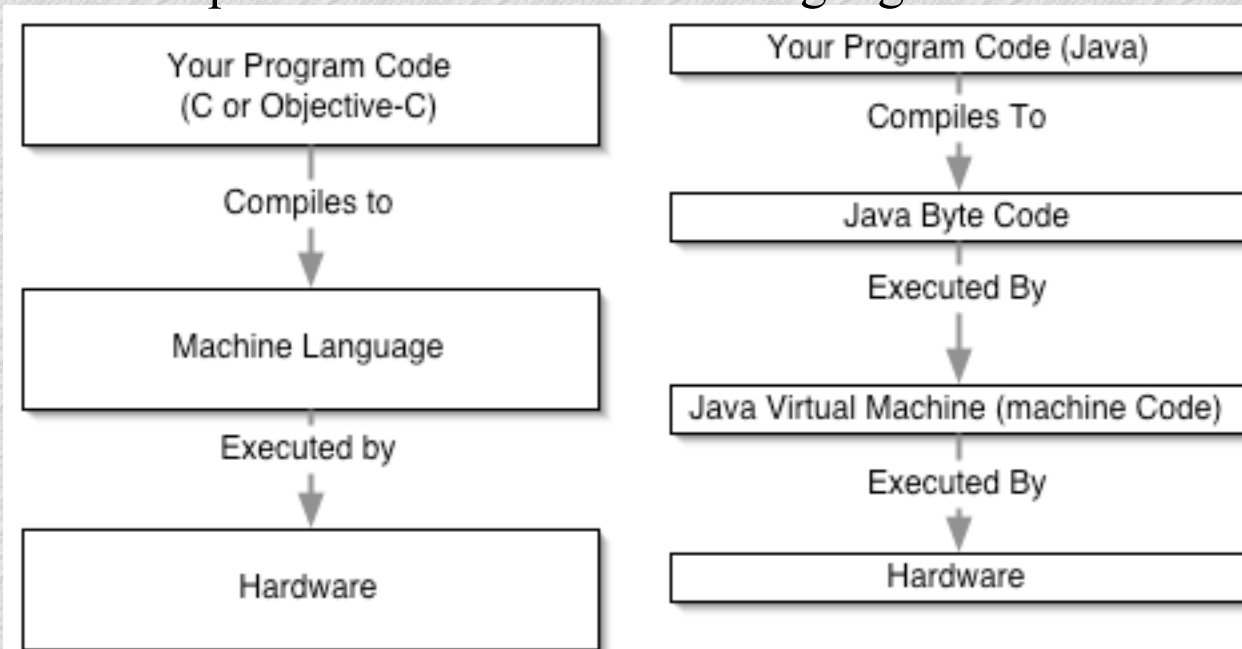 Your Program Code
(C or Objective-C)
Compiles to
Machine Language
Executed by
Hardware
Your Program Code (Java)
Compiles To
Java Byte Code
Executed By
Java Virtual Machine (machine Code)
Executed By
Hardware